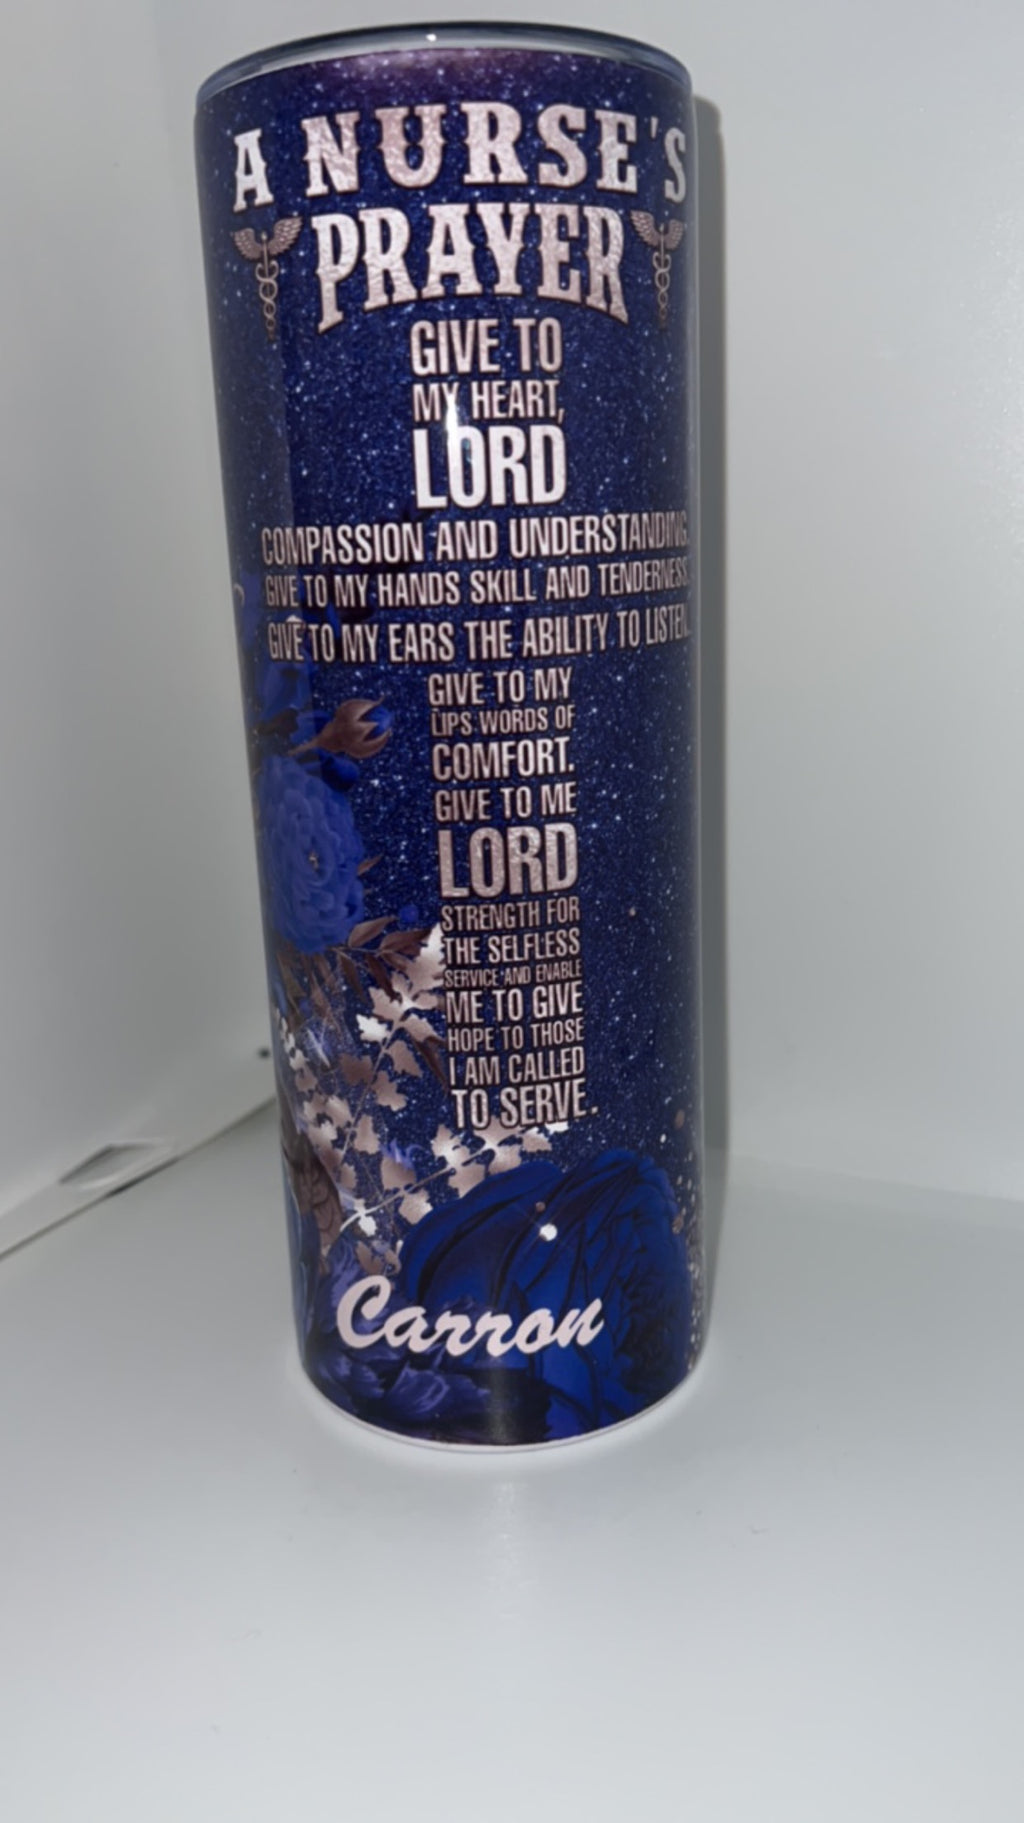 A NURSE'S
PRAYER
GIVE TO
MY HEART,
LORD
COMPASSION AND UNDERSTANDING.
GIVE TO MY HANDS SKILL AND TENDERNESS.
GIVE TO MY EARS THE ABILITY TO LISTEN.
GIVE TO MY
LIPS WORDS OF
COMFORT.
GIVE TO ME
LORD
STRENGTH FOR
THE SELFLESS
SERVICE AND ENABLE
ME TO GIVE
HOPE TO THOSE
I AM CALLED
TO SERVE.
Carron